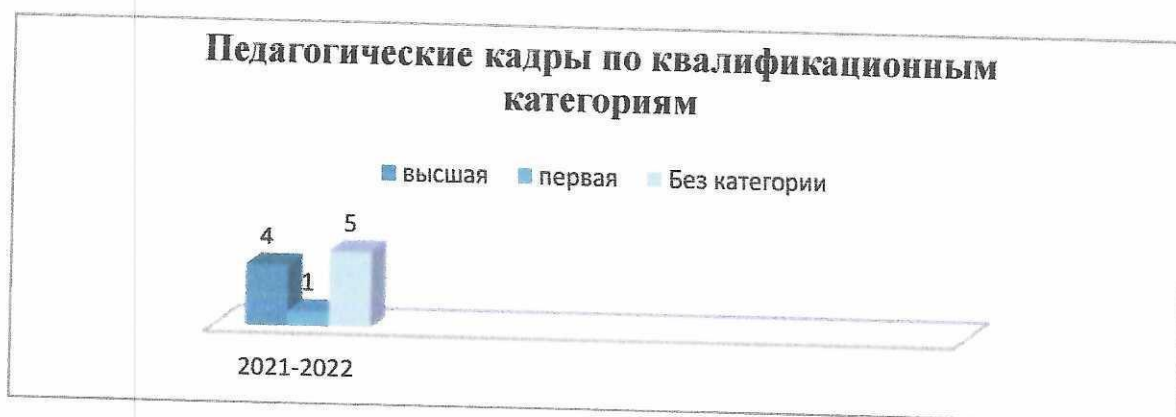 Педагогические кадры по квалификационным
категориям
высшая первая Без категории
4 1 5
2021-2022